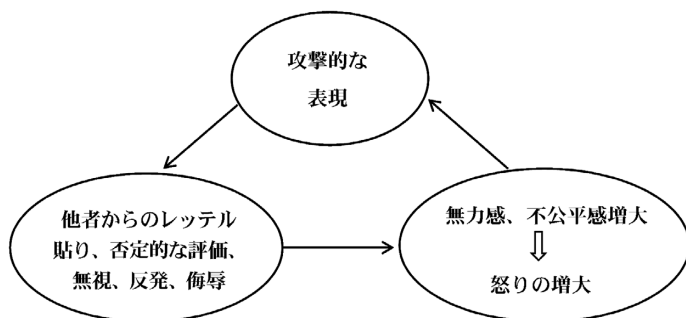 攻撃的な
表現
他者からのレッテル
貼り、否定的な評価、
無視、反発、侮辱
無力感、不公平感増大
怒りの増大